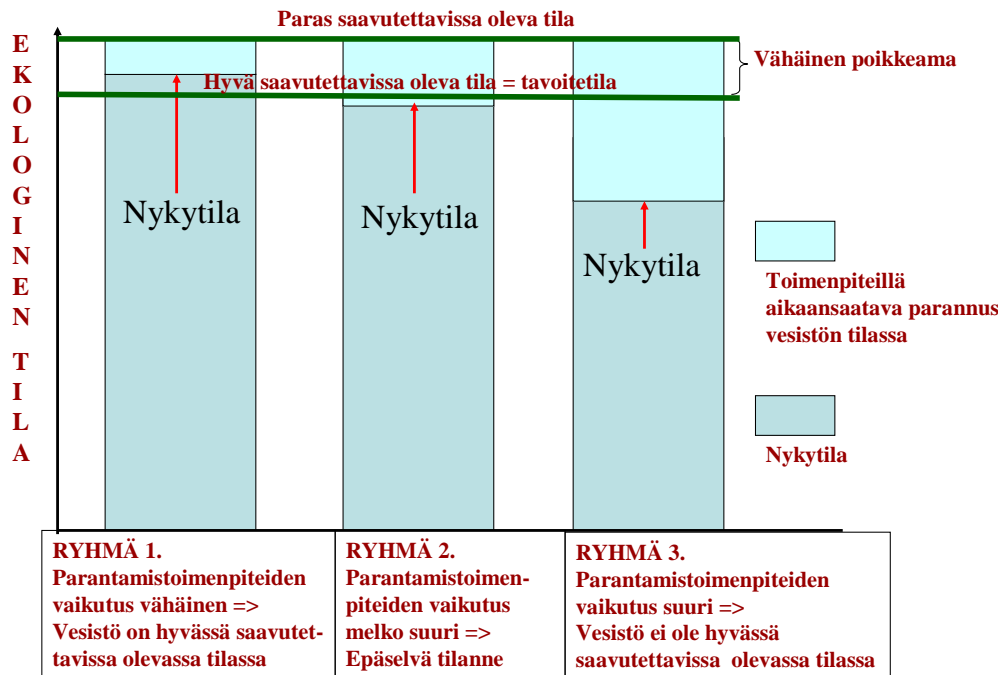 Paras saavutettavissa oleva tila
EKOLOGINEN TILA
Vähäinen poikkeama
Hyvä saavutettavissa oleva tila = tavoitetila
Nykytila
Nykytila
Nykytila
Toimenpiteillä
aikaansaatava parannus
vesistön tilassa
Nykytila
RYHMÄ 1.
Parantamistoimenpiteiden
vaikutus vähäinen =>
Vesistö on hyvässä saavutet-
tavissa olevassa tilassa
RYHMÄ 2.
Parantamistoimen-
piteiden vaikutus
melko suuri =>
Epäselvä tilanne
RYHMÄ 3.
Parantamistoimenpiteiden
vaikutus suuri =>
Vesistö ei ole hyvässä
saavutettavissa olevassa tilassa